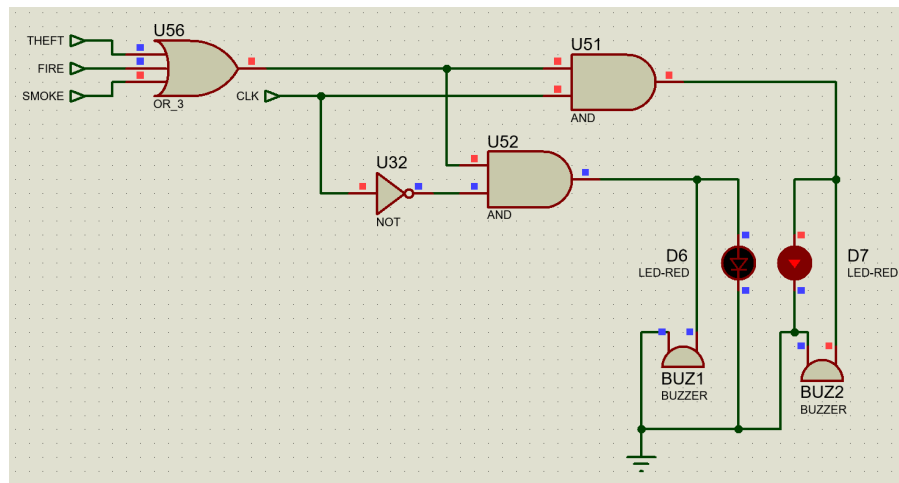 U56
THEFT
FIRE
SMOKE
OR_3
CLK
U51
AND
U52
U32
NOT
AND
D6
LED-RED
D7
LED-RED
BUZ1
BUZZER
BUZ2
BUZZER